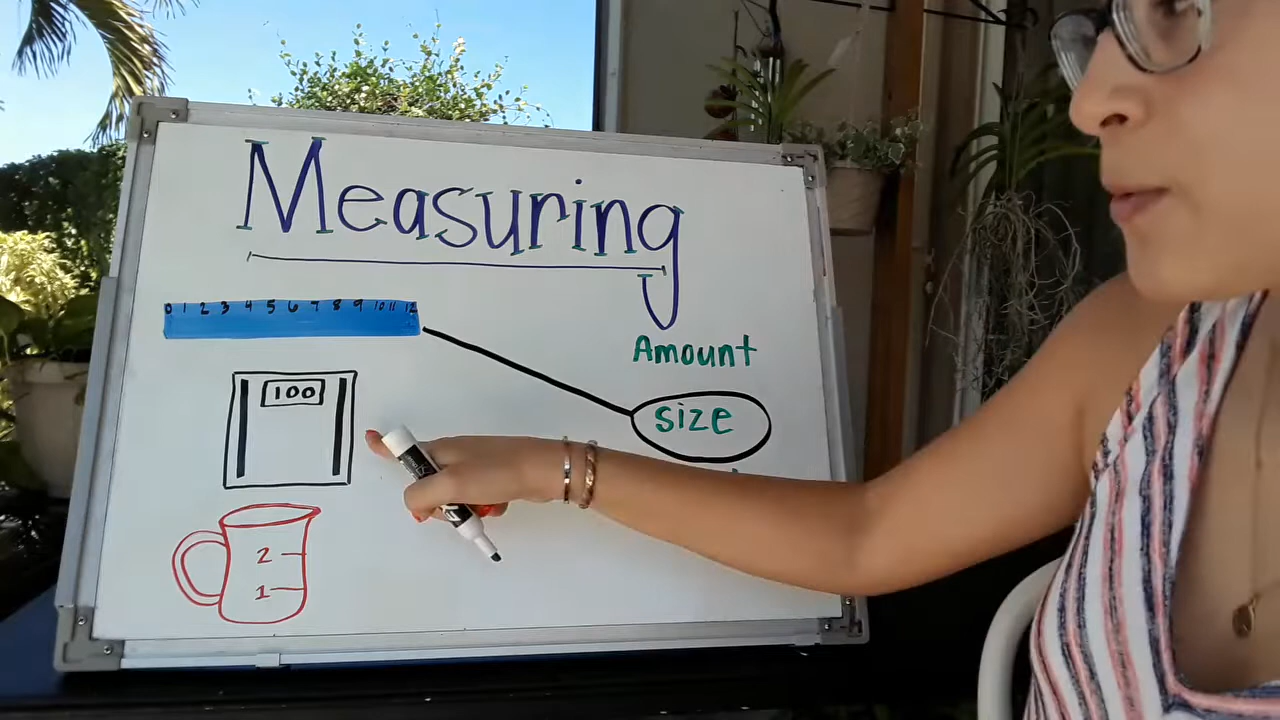 Measuring
0 1 2 3 4 5 6 7 8 9 10 11 12
Amount
size
100
2
1